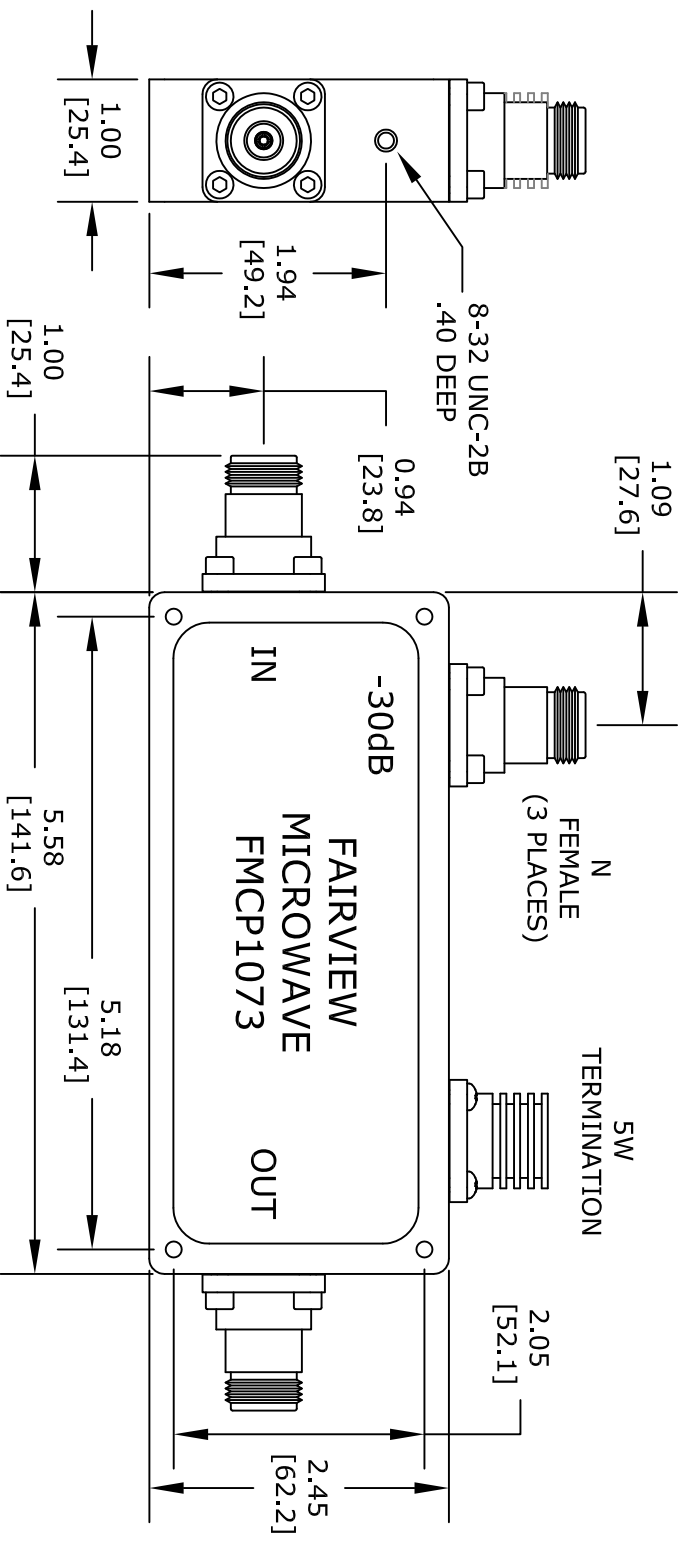 1.09
[27.6]
N
FEMALE
(3 PLACES)
5W
TERMINATION
2.05
[52.1]
2.45
[62.2]
8-32 UNC-2B
.40 DEEP
0.94
[23.8]
1.94
[49.2]
1.00
[25.4]
-30dB
IN
FAIRVIEW
MICROWAVE
FMCP1073
OUT
1.00
[25.4]
5.18
[131.4]
5.58
[141.6]